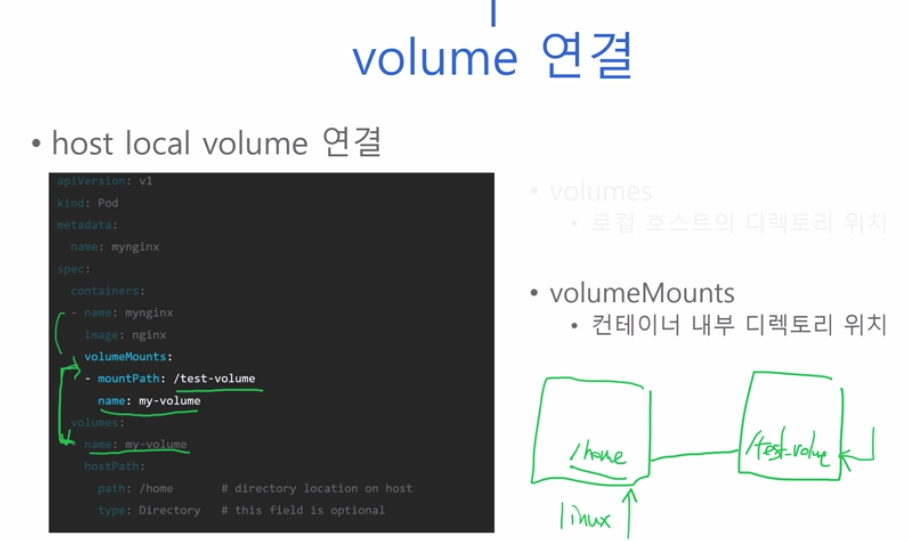 volume 연결
• host local volume 연결
apiVersion: v1
kind: Pod
metadata:
name: mynginx
spec:
containers:
- name: mynginx
image: nginx
volumeMounts:
- mountPath: /test-volume
name: my-volume
volumes:
- name: my-volume
hostPath:
path: /home # directory location on host
type: Directory # this field is optional
• volumes
• 로컬 호스트의 디렉토리 위치
• volumeMounts
• 컨테이너 내부 디렉토리 위치
/home
/test-volume
linux